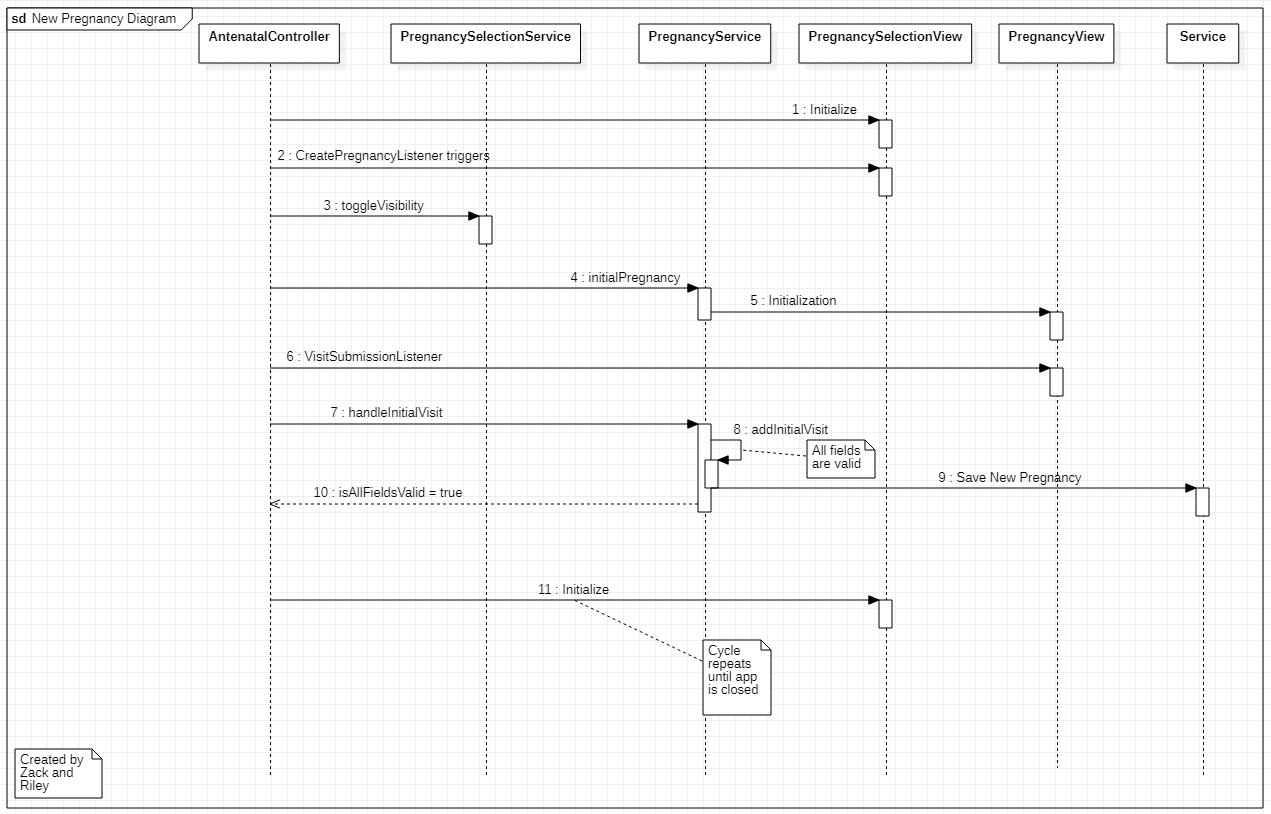 sd New Pregnancy Diagram
AntenatalController
PregnancySelectionService
PregnancyService
PregnancySelectionView
PregnancyView
Service
1 : Initialize
2 : CreatePregnancyListener triggers
3 : toggleVisibility
4 : initialPregnancy
5 : Initialization
6 : VisitSubmissionListener
7 : handleInitialVisit
8 : addInitialVisit
All fields
are valid
9 : Save New Pregnancy
10 : isAllFieldsValid = true
11 : Initialize
Cycle
repeats
until app
is closed
Created by
Zack and
Riley